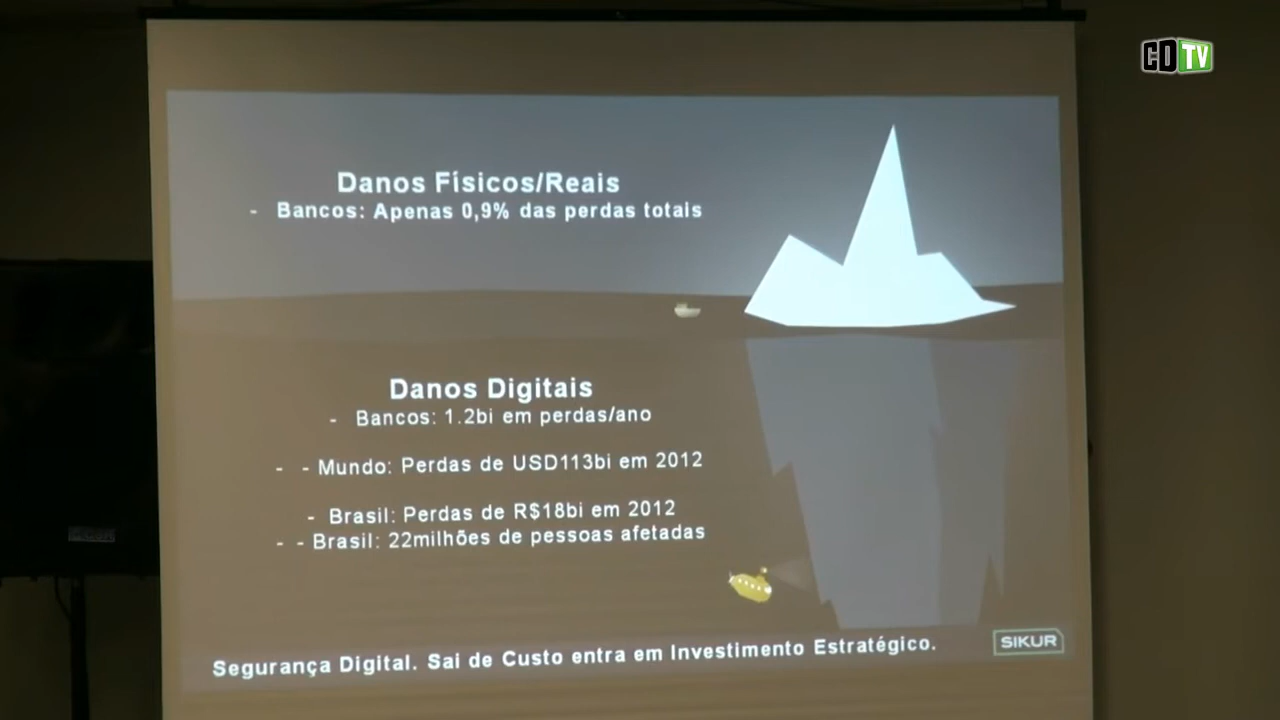 CDTV
Danos Físicos/Reais
- Bancos: Apenas 0,9% das perdas totais
Danos Digitais
- Bancos: 1.2bi em perdas/ano
- - Mundo: Perdas de USD113bi em 2012
- Brasil: Perdas de R$18bi em 2012
- - Brasil: 22milhões de pessoas afetadas
Segurança Digital. Sai de Custo entra em Investimento Estratégico.
SIKUR